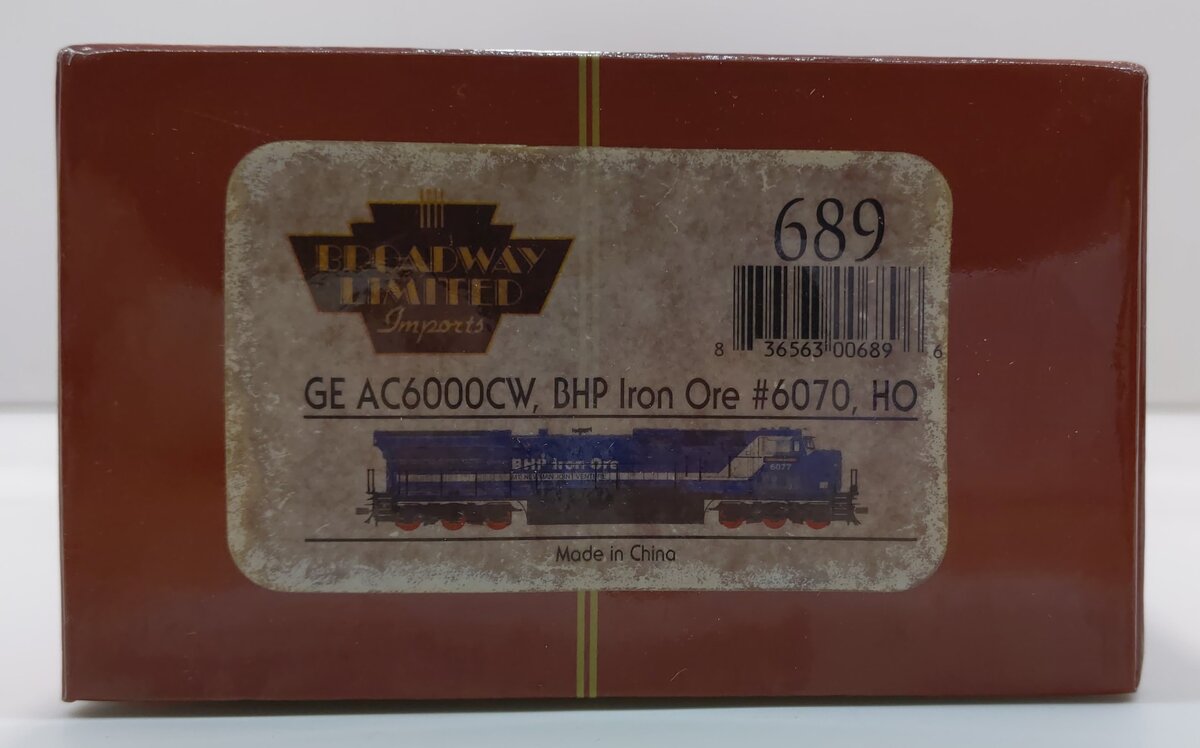 BROADWAY
LIMITED
Imports
689
8 36563 00689 6
GE AC6000CW, BHP Iron Ore #6070, HO
BHP Iron Ore
6077
Made in China